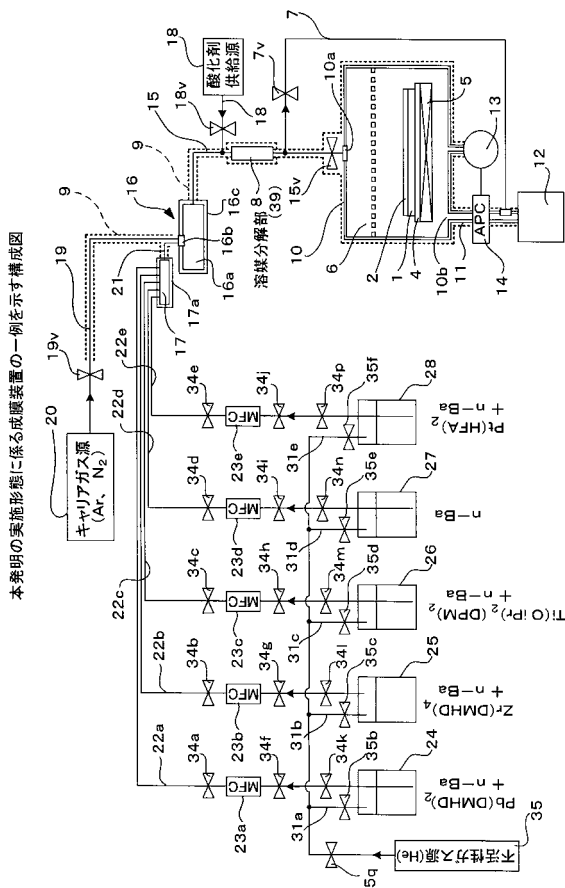 本発明の実施形態に係る成膜装置の一例を示す構成図
20
キャリアガス源
(Ar、N₂)
19v
19
9
16
9
15
18v
18
酸化剤
供給源
18
7
7v
21
17
17a
16a
16b
16c
8
溶媒分解部
(39)
15v
10a
10
6
2
1
4
5
10b
11
13
APC
14
12
22a
22b
22c
22d
22e
34a
34b
34c
34d
34e
MFC
MFC
MFC
MFC
MFC
23a
23b
23c
23d
23e
34f
34g
34h
34i
34j
34k
34l
34m
34n
34p
31a
31b
31c
31d
31e
35b
35c
35d
35e
35f
24
25
26
27
28
Pb(DMHD)₂
+ n−Ba
Zr(DMHD)₄
+ n−Ba
Ti(OiPr)₂(DPM)₂
+ n−Ba
n−Ba
Pt(HFA)₂
+ n−Ba
5q
不活性ガス源(He)
35